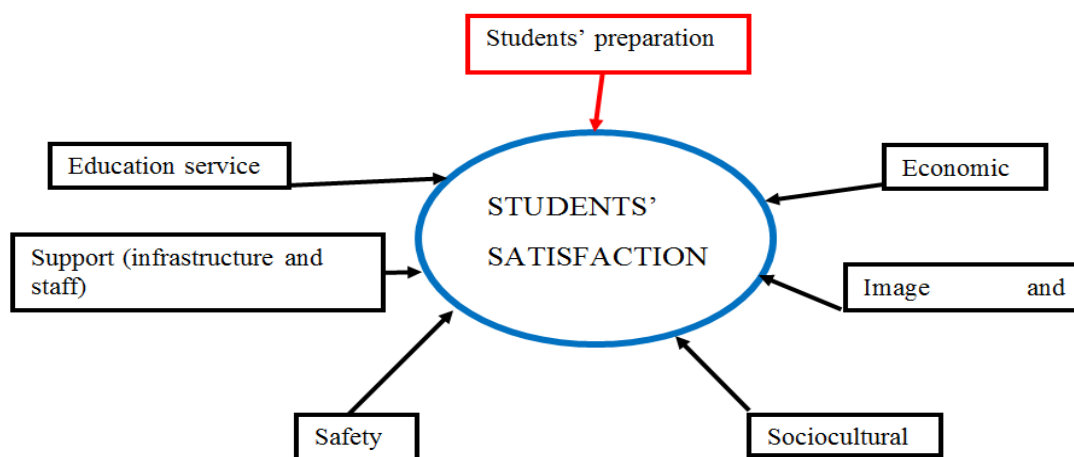 Students’ preparation
Education service
Economic
STUDENTS’
SATISFACTION
Support (infrastructure and
staff)
Image and
Safety
Sociocultural